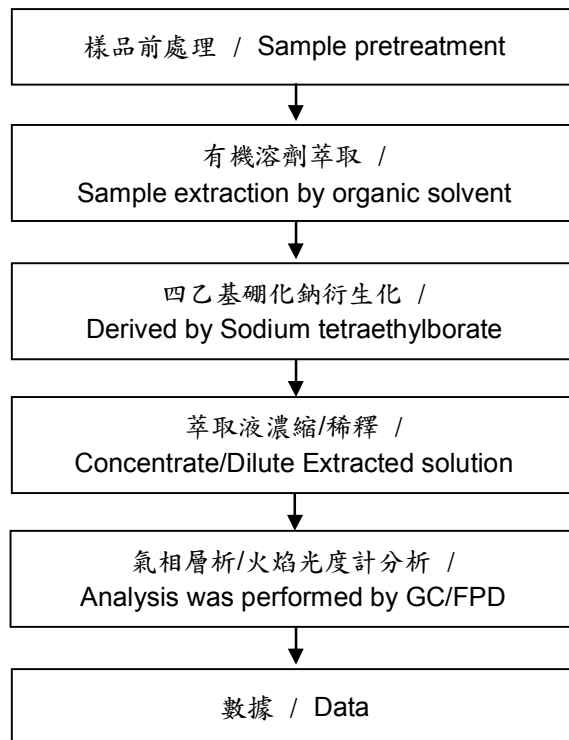 樣品前處理 / Sample pretreatment
有機溶劑萃取 /
Sample extraction by organic solvent
四乙基硼化鈉衍生化 /
Derived by Sodium tetraethylborate
萃取液濃縮/稀釋 /
Concentrate/Dilute Extracted solution
氣相層析/火焰光度計分析 /
Analysis was performed by GC/FPD
數據 / Data